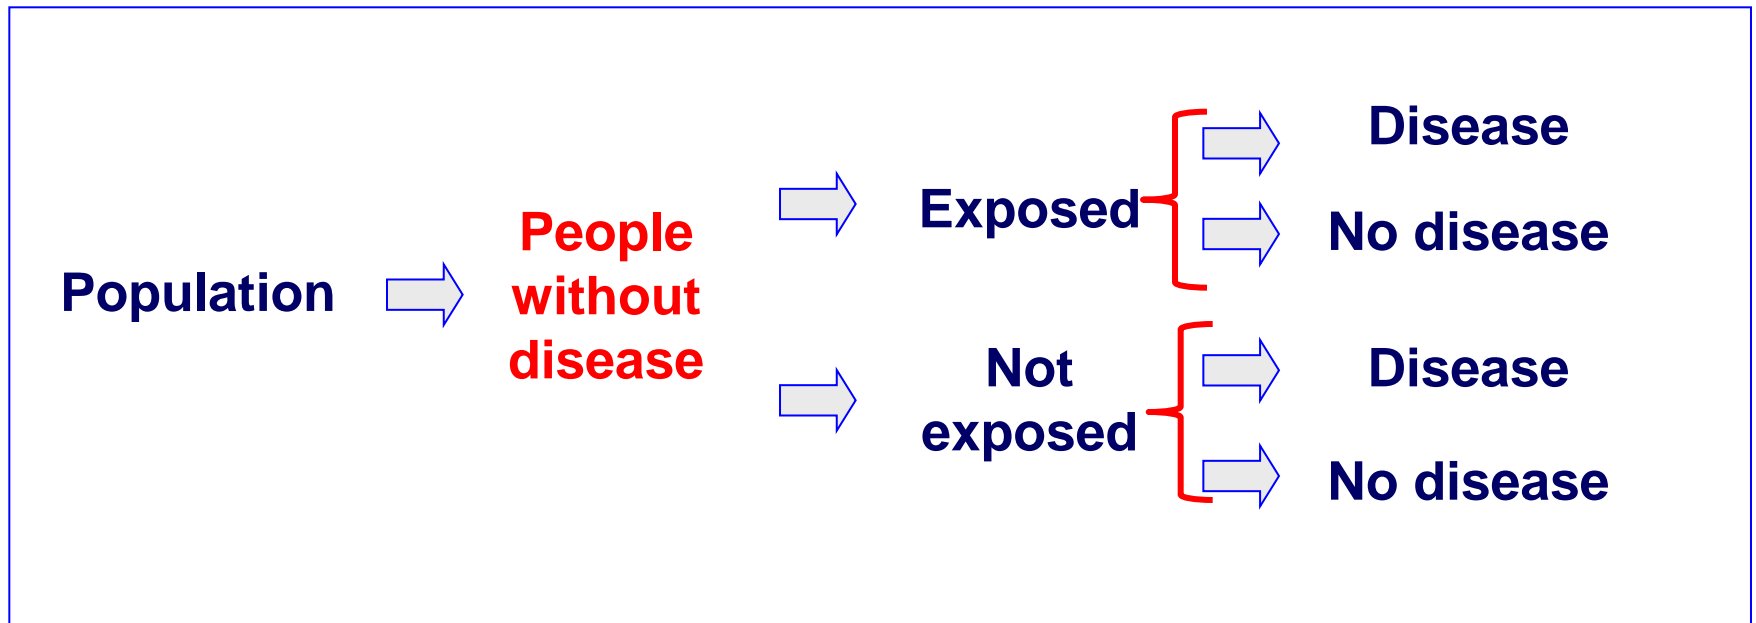 Population
People
without
disease
Exposed
Disease
No disease
Not
exposed
Disease
No disease